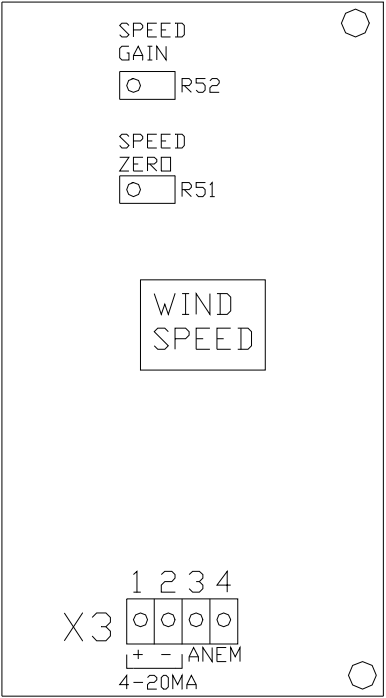 SPEED
GAIN
R52
SPEED
ZERO
R51
WIND
SPEED
1 2 3 4
X3
+ - ANEM
4-20MA